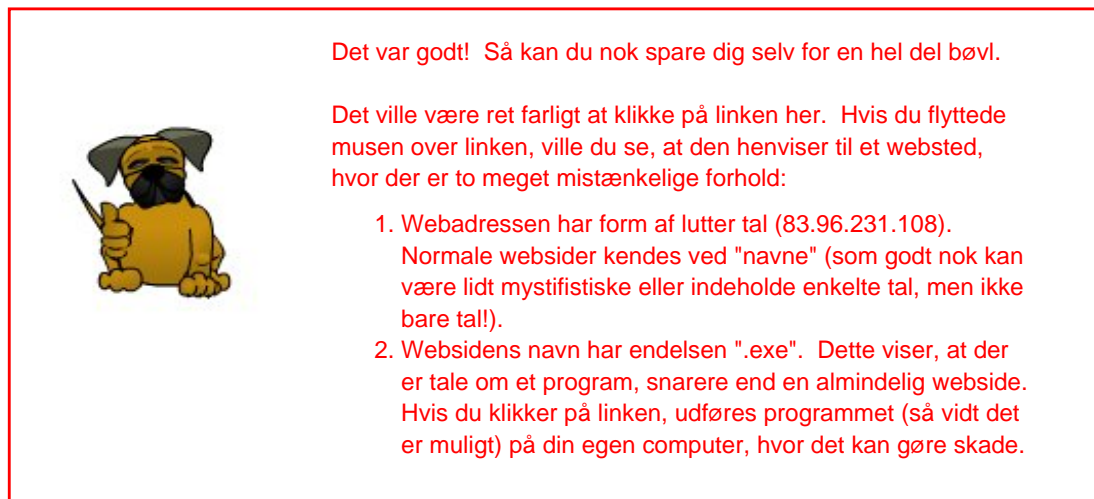 Det var godt!  Så kan du nok spare dig selv for en hel del bøvl.
Det ville være ret farligt at klikke på linken her.  Hvis du flyttede
musen over linken, ville du se, at den henviser til et websted,
hvor der er to meget mistænkelige forhold:
1. Webadressen har form af lutter tal (83.96.231.108).
Normale websider kendes ved "navne" (som godt nok kan
være lidt mystifistiske eller indeholde enkelte tal, men ikke
bare tal!).
2. Websidens navn har endelsen ".exe".  Dette viser, at der
er tale om et program, snarere end en almindelig webside.
Hvis du klikker på linken, udføres programmet (så vidt det
er muligt) på din egen computer, hvor det kan gøre skade.